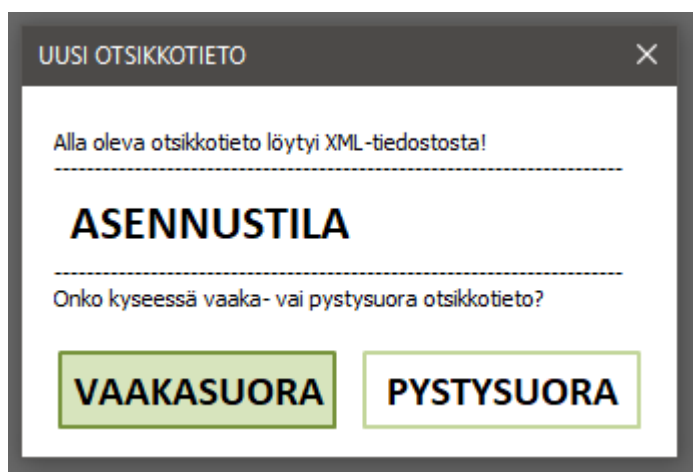 UUSI OTSIKKOTIETO
Alla oleva otsikkotieto löytyi XML-tiedostosta!
ASENNUSTILA
Onko kyseessä vaaka- vai pystysuora otsikkotieto?
VAAKASUORA PYSTYSUORA